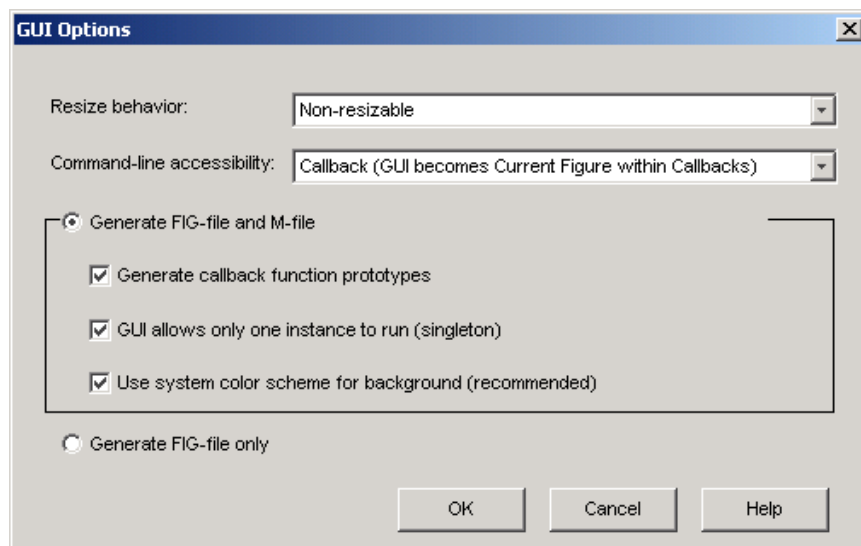 GUI Options
Resize behavior: Non-resizable
Command-line accessibility: Callback (GUI becomes Current Figure within Callbacks)
Generate FIG-file and M-file
Generate callback function prototypes
GUI allows only one instance to run (singleton)
Use system color scheme for background (recommended)
Generate FIG-file only
OK Cancel Help